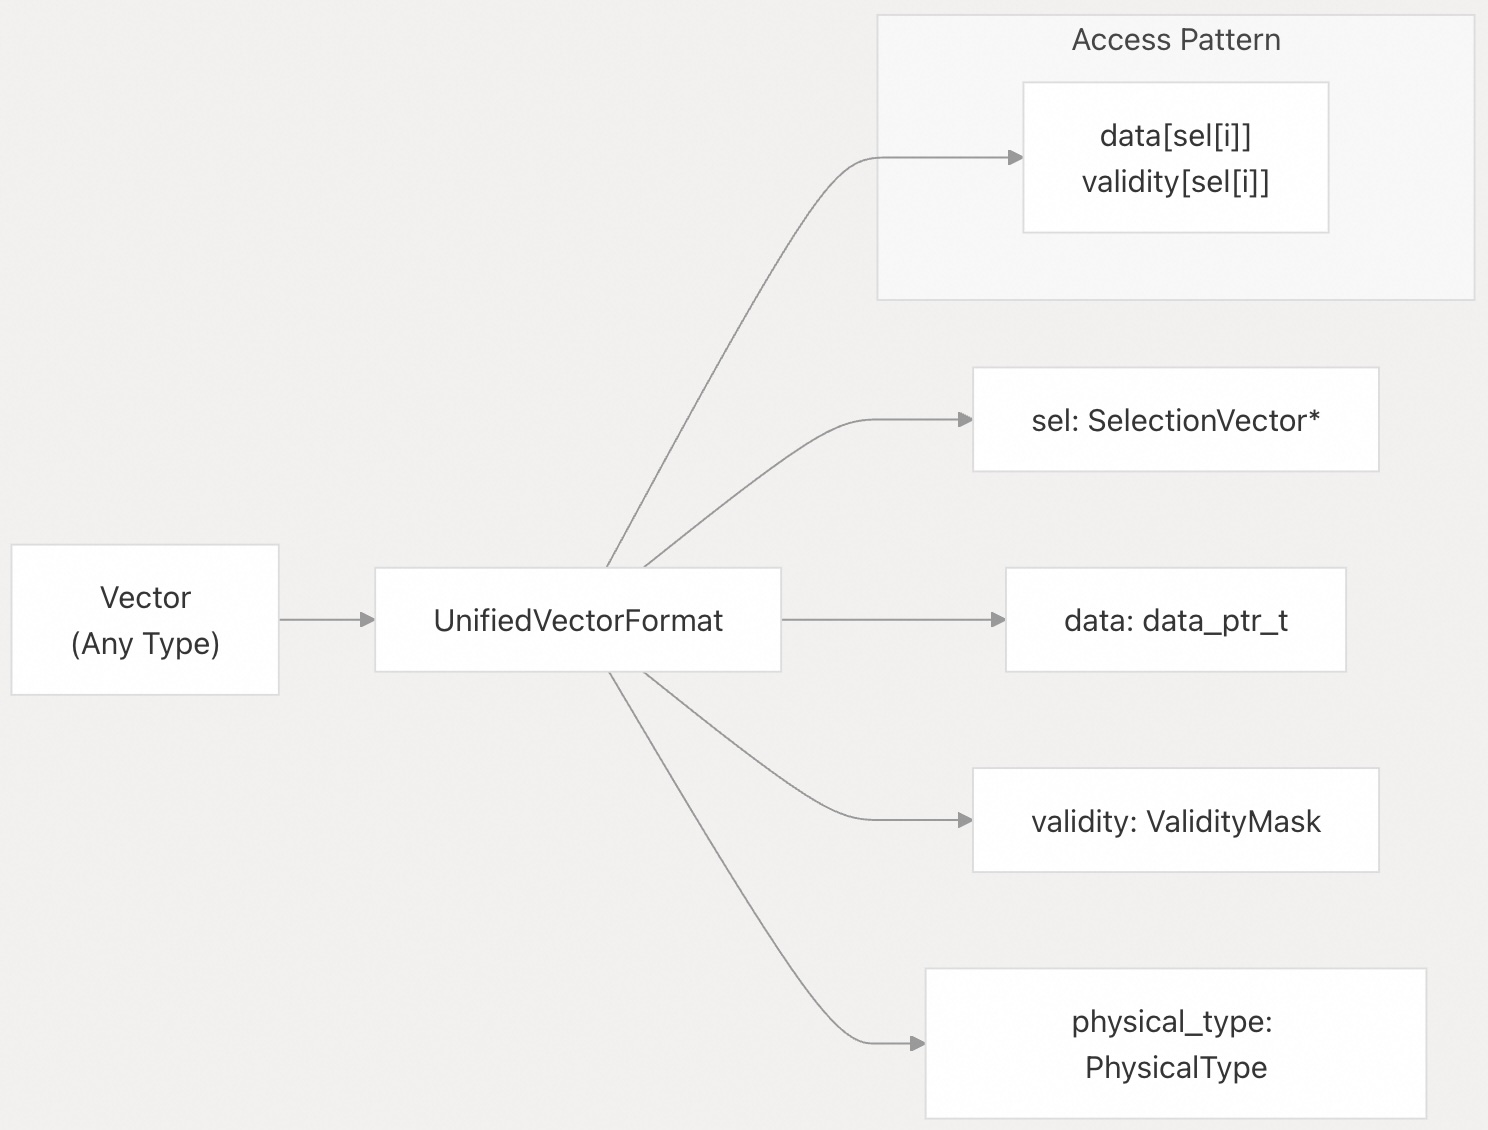 Access Pattern
data[sel[i]]
validity[sel[i]]
sel: SelectionVector*
Vector
(Any Type)
UnifiedVectorFormat
data: data_ptr_t
validity: ValidityMask
physical_type:
PhysicalType